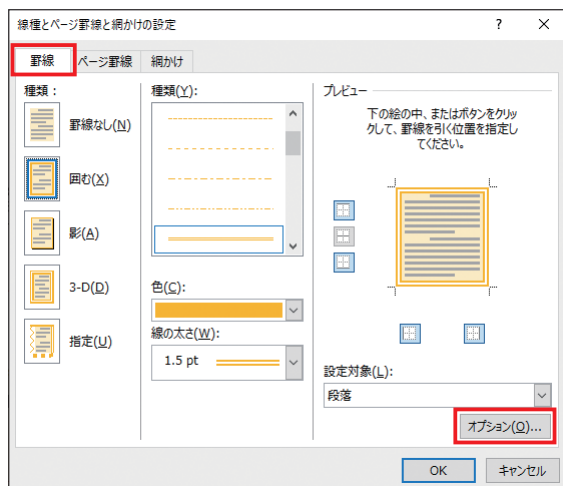 線種とページ罫線と網かけの設定
? ×
罫線
ページ罫線
網かけ
種類：
罫線なし(N)
囲む(X)
影(A)
3-D(D)
指定(U)
種類(Y):
色(C):
線の太さ(W):
1.5 pt
プレビュー
下の絵の中、またはボタンをクリッ
クして、罫線を引く位置を指定し
てください。
設定対象(L):
段落
オプション(O)...
OK
キャンセル